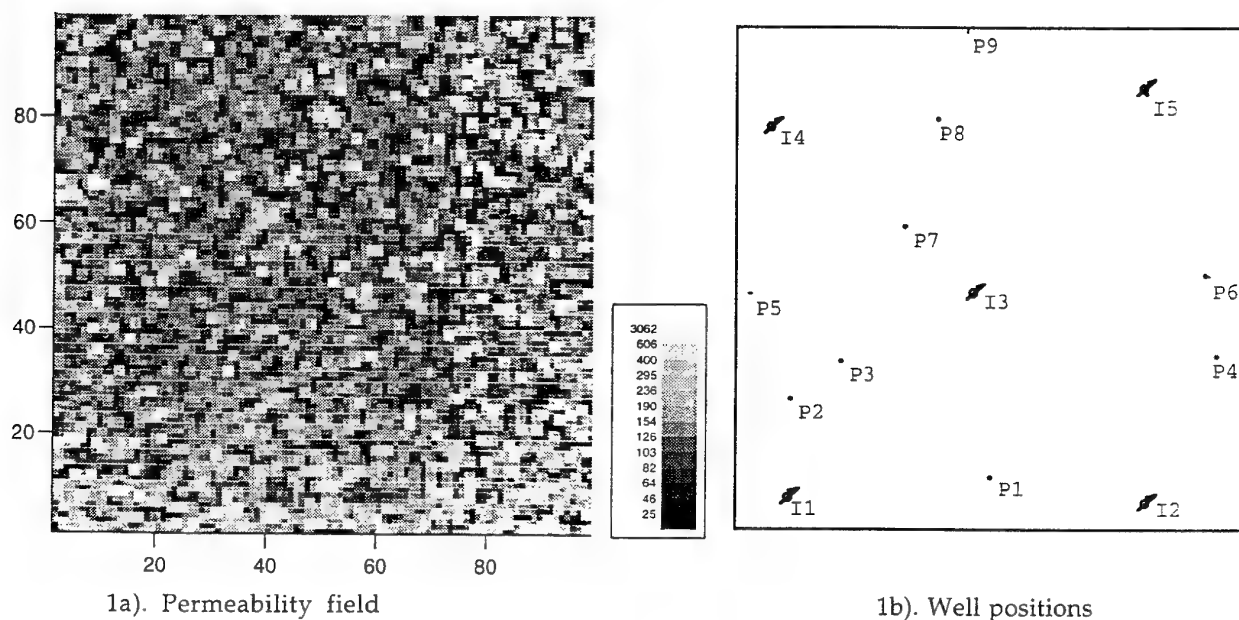 80
60
40
20
20 40 60 80
1a). Permeability field
3062
606
400
295
236
190
154
126
103
82
64
46
25
P9
I5
I4
P8
P7
P5
I3
P6
P3
P4
P2
P1
I1
I2
1b). Well positions